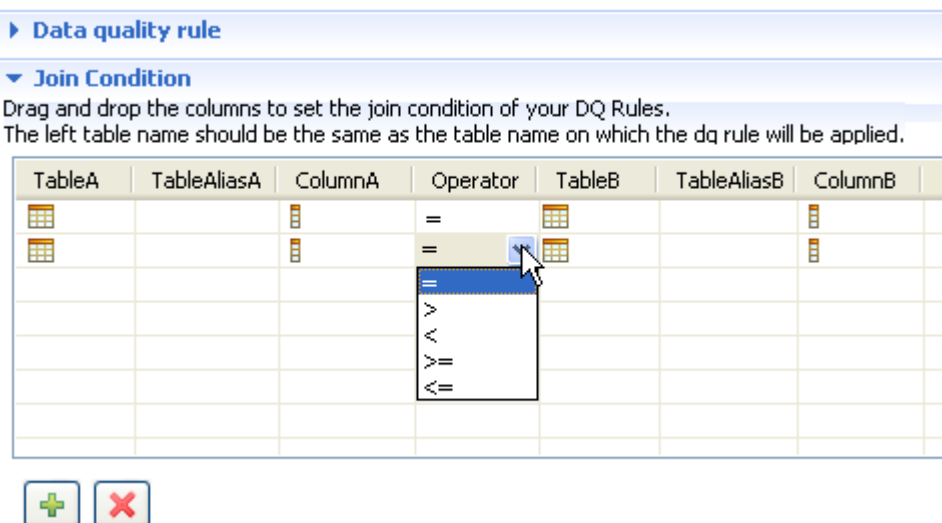 Data quality rule
Join Condition
Drag and drop the columns to set the join condition of your DQ Rules.
The left table name should be the same as the table name on which the dq rule will be applied.
TableA TableAliasA ColumnA Operator TableB TableAliasB ColumnB
=
=
=
>
<
>=
<=